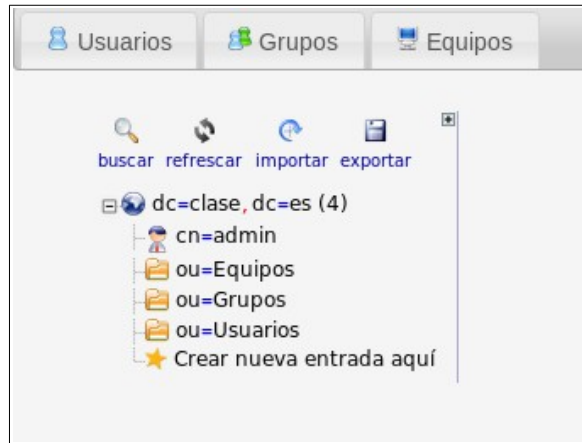 Usuarios Grupos Equipos
buscar refrescar importar exportar
dc=clase,dc=es (4)
cn=admin
ou=Equipos
ou=Grupos
ou=Usuarios
Crear nueva entrada aquí